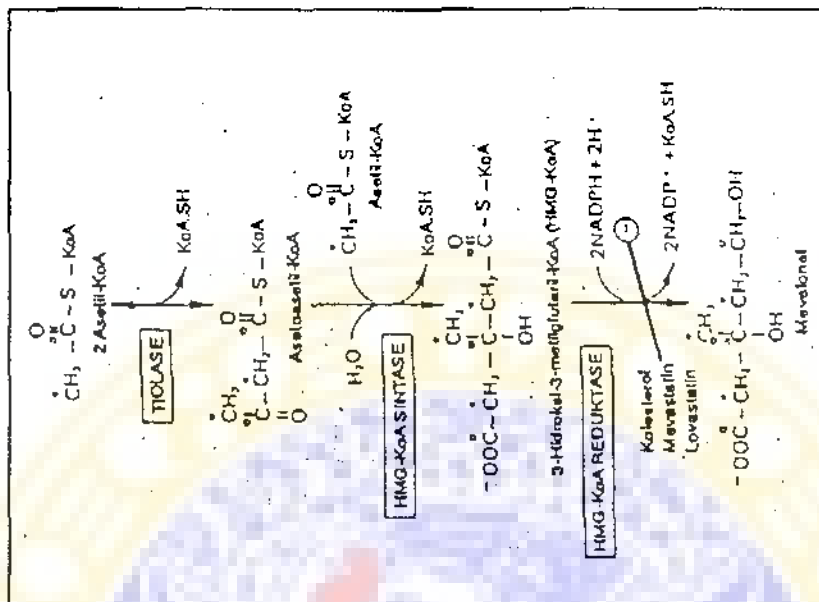 O
CH₃ – C – S – KoA
2 Asetil-KoA
TIOLASE
KoA.SH
CH₃ O
C – CH₂ – C – S – KoA
O
Asetoasetil-KoA
O
CH₃ – C – S – KoA
Asetil-KoA
H₂O
HMG-KoA SINTASE
KoA.SH
CH₃ O
⁻OOC – CH₂ – C – CH₂ – C – S – KoA
OH
3-Hidroksi-3-metilglutaril-KoA (HMG-KoA)
2NADPH + 2H⁺
HMG-KoA REDUKTASE
Kolesterol
Mevastatin
Lovastatin
2NADP⁺ + KoA.SH
CH₃
⁻OOC – CH₂ – C – CH₂ – CH₂ – OH
OH
Mevalonat